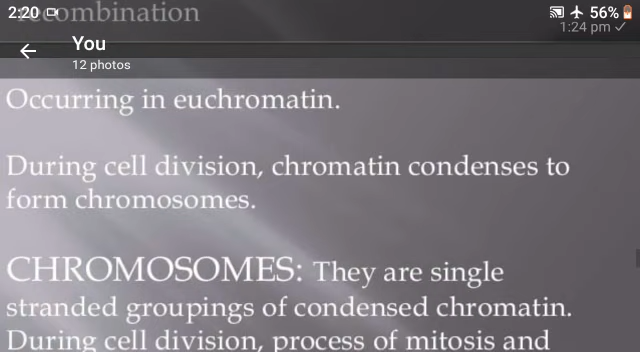 recombination
2:20 56%
1:24 pm
You
12 photos
Occurring in euchromatin.
During cell division, chromatin condenses to
form chromosomes.
CHROMOSOMES: They are single
stranded groupings of condensed chromatin.
During cell division, process of mitosis and